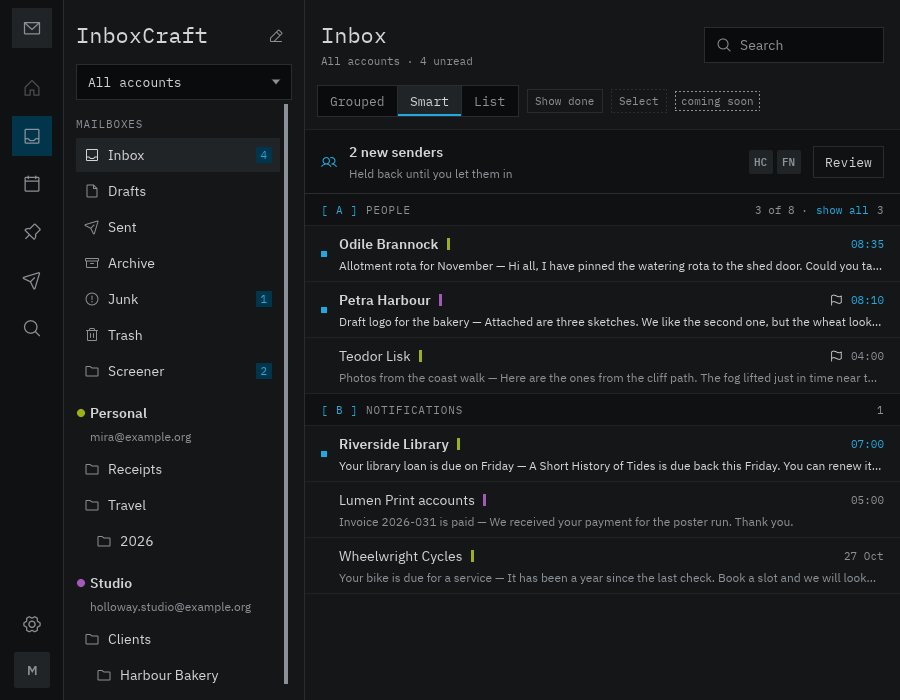 InboxCraft
All accounts
MAILBOXES
Inbox 4
Drafts
Sent
Archive
Junk 1
Trash
Screener 2
Personal
mira@example.org
Receipts
Travel
2026
Studio
holloway.studio@example.org
Clients
Harbour Bakery
M
Inbox
All accounts · 4 unread
Search
Grouped Smart List Show done Select coming soon
2 new senders
Held back until you let them in
HC FN Review
[ A ] PEOPLE 3 of 8 · show all 3
Odile Brannock 08:35
Allotment rota for November — Hi all, I have pinned the watering rota to the shed door. Could you ta…
Petra Harbour 08:10
Draft logo for the bakery — Attached are three sketches. We like the second one, but the wheat look…
Teodor Lisk 04:00
Photos from the coast walk — Here are the ones from the cliff path. The fog lifted just in time near t…
[ B ] NOTIFICATIONS 1
Riverside Library 07:00
Your library loan is due on Friday — A Short History of Tides is due back this Friday. You can renew it…
Lumen Print accounts 05:00
Invoice 2026-031 is paid — We received your payment for the poster run. Thank you.
Wheelwright Cycles 27 Oct
Your bike is due for a service — It has been a year since the last check. Book a slot and we will look…